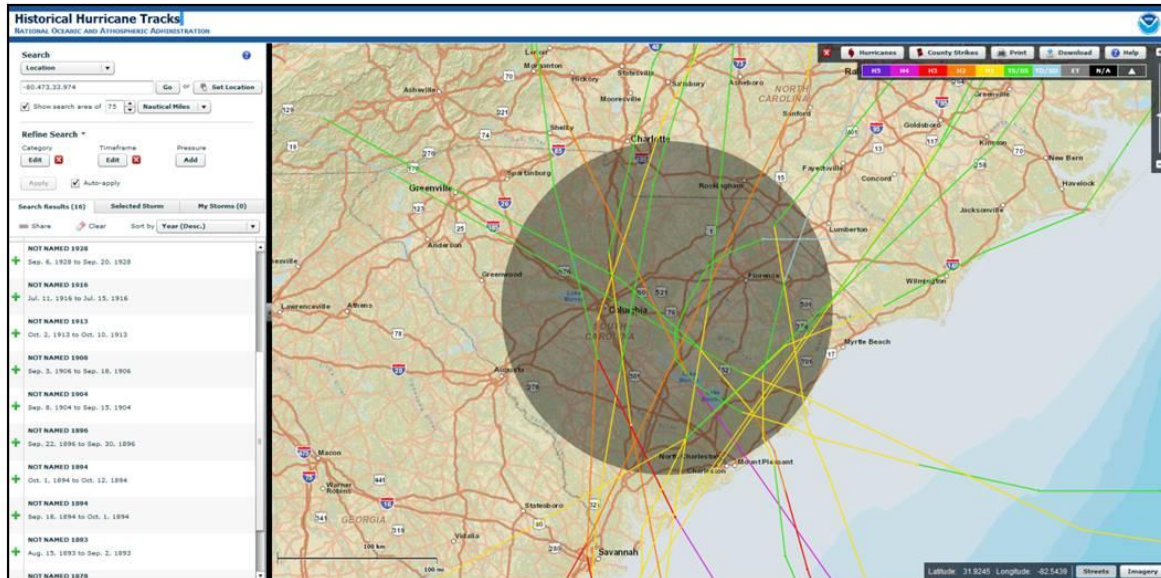 Historical Hurricane Tracks
NATIONAL OCEANIC AND ATMOSPHERIC ADMINISTRATION
Search
Location
-80.473,33.974
Go or Set Location
Show search area of 75 Nautical Miles
Refine Search
Category Timeframe Pressure
Edit Edit Add
Apply Auto-apply
Search Results (16) Selected Storm My Storms (0)
Share Clear Sort by Year (Desc.)
NOT NAMED 1928
Sep. 6, 1928 to Sep. 20, 1928
NOT NAMED 1916
Jul. 11, 1916 to Jul. 15, 1916
NOT NAMED 1913
Oct. 2, 1913 to Oct. 10, 1913
NOT NAMED 1906
Sep. 3, 1906 to Sep. 18, 1906
NOT NAMED 1904
Sep. 8, 1904 to Sep. 15, 1904
NOT NAMED 1896
Sep. 22, 1896 to Sep. 30, 1896
NOT NAMED 1894
Oct. 1, 1894 to Oct. 12, 1894
NOT NAMED 1894
Sep. 18, 1894 to Oct. 1, 1894
NOT NAMED 1893
Aug. 15, 1893 to Sep. 2, 1893
Hurricanes County Strikes Print Download Help
H5 H4 H3 H2 H1 TS/SS TD/SD ET N/A
Lenoir
Morganton
Hickory
Statesville
Salisbury
Asheboro
Asheville
Mooresville
NORTH
CAROLINA
Sanford
Greenville
Goldsboro
Kinston
New Bern
Havelock
Shelby
Charlotte
Fayetteville
Concord
Jacksonville
Spartanburg
Greenville
Rockingham
Lumberton
Anderson
Greenwood
Florence
Wilmington
Lawrenceville
Athens
Columbia
SOUTH
CAROLINA
Myrtle Beach
Augusta
Macon
Warner
Robins
North Charleston
Charleston
Mount Pleasant
Statesboro
GEORGIA
Vidalia
Savannah
100 km
100 mi
Latitude: 31.9245 Longitude: -82.5439 Streets Imagery